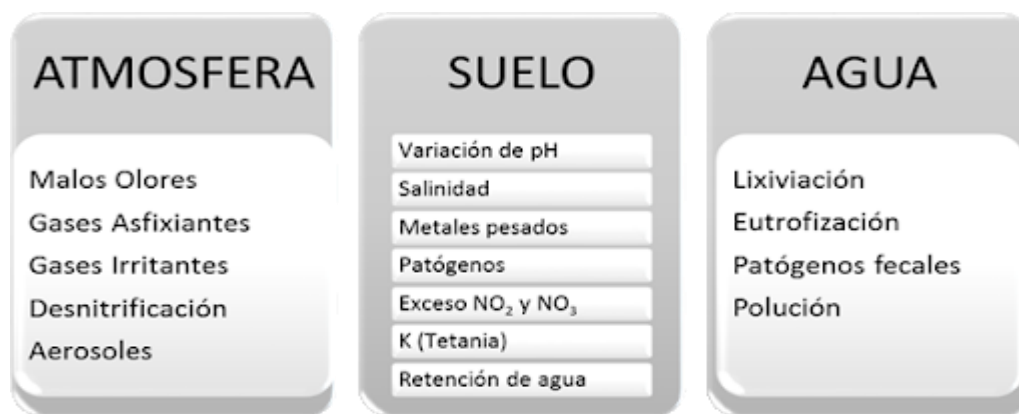 ATMOSFERA
Malos Olores
Gases Asfixiantes
Gases Irritantes
Desnitrificación
Aerosoles
SUELO
Variación de pH
Salinidad
Metales pesados
Patógenos
Exceso NO₂ y NO₃
K (Tetania)
Retención de agua
AGUA
Lixiviación
Eutrofización
Patógenos fecales
Polución